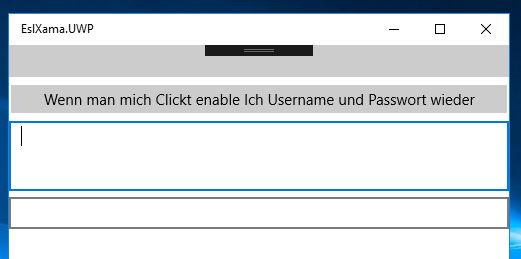 EslXama.UWP
Wenn man mich Clickt enable Ich Username und Passwort wieder